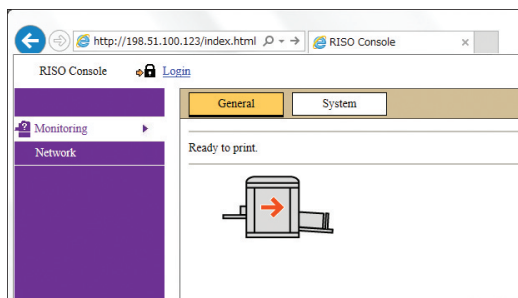 http://198.51.100.123/index.html
RISO Console
RISO Console
Login
General
System
Monitoring
Network
Ready to print.